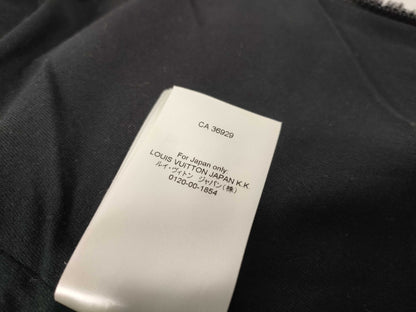 CA 36929
For Japan only:
LOUIS VUITTON JAPAN K.K
ルイ・ヴィトン ジャパン(株)
0120-00-1854